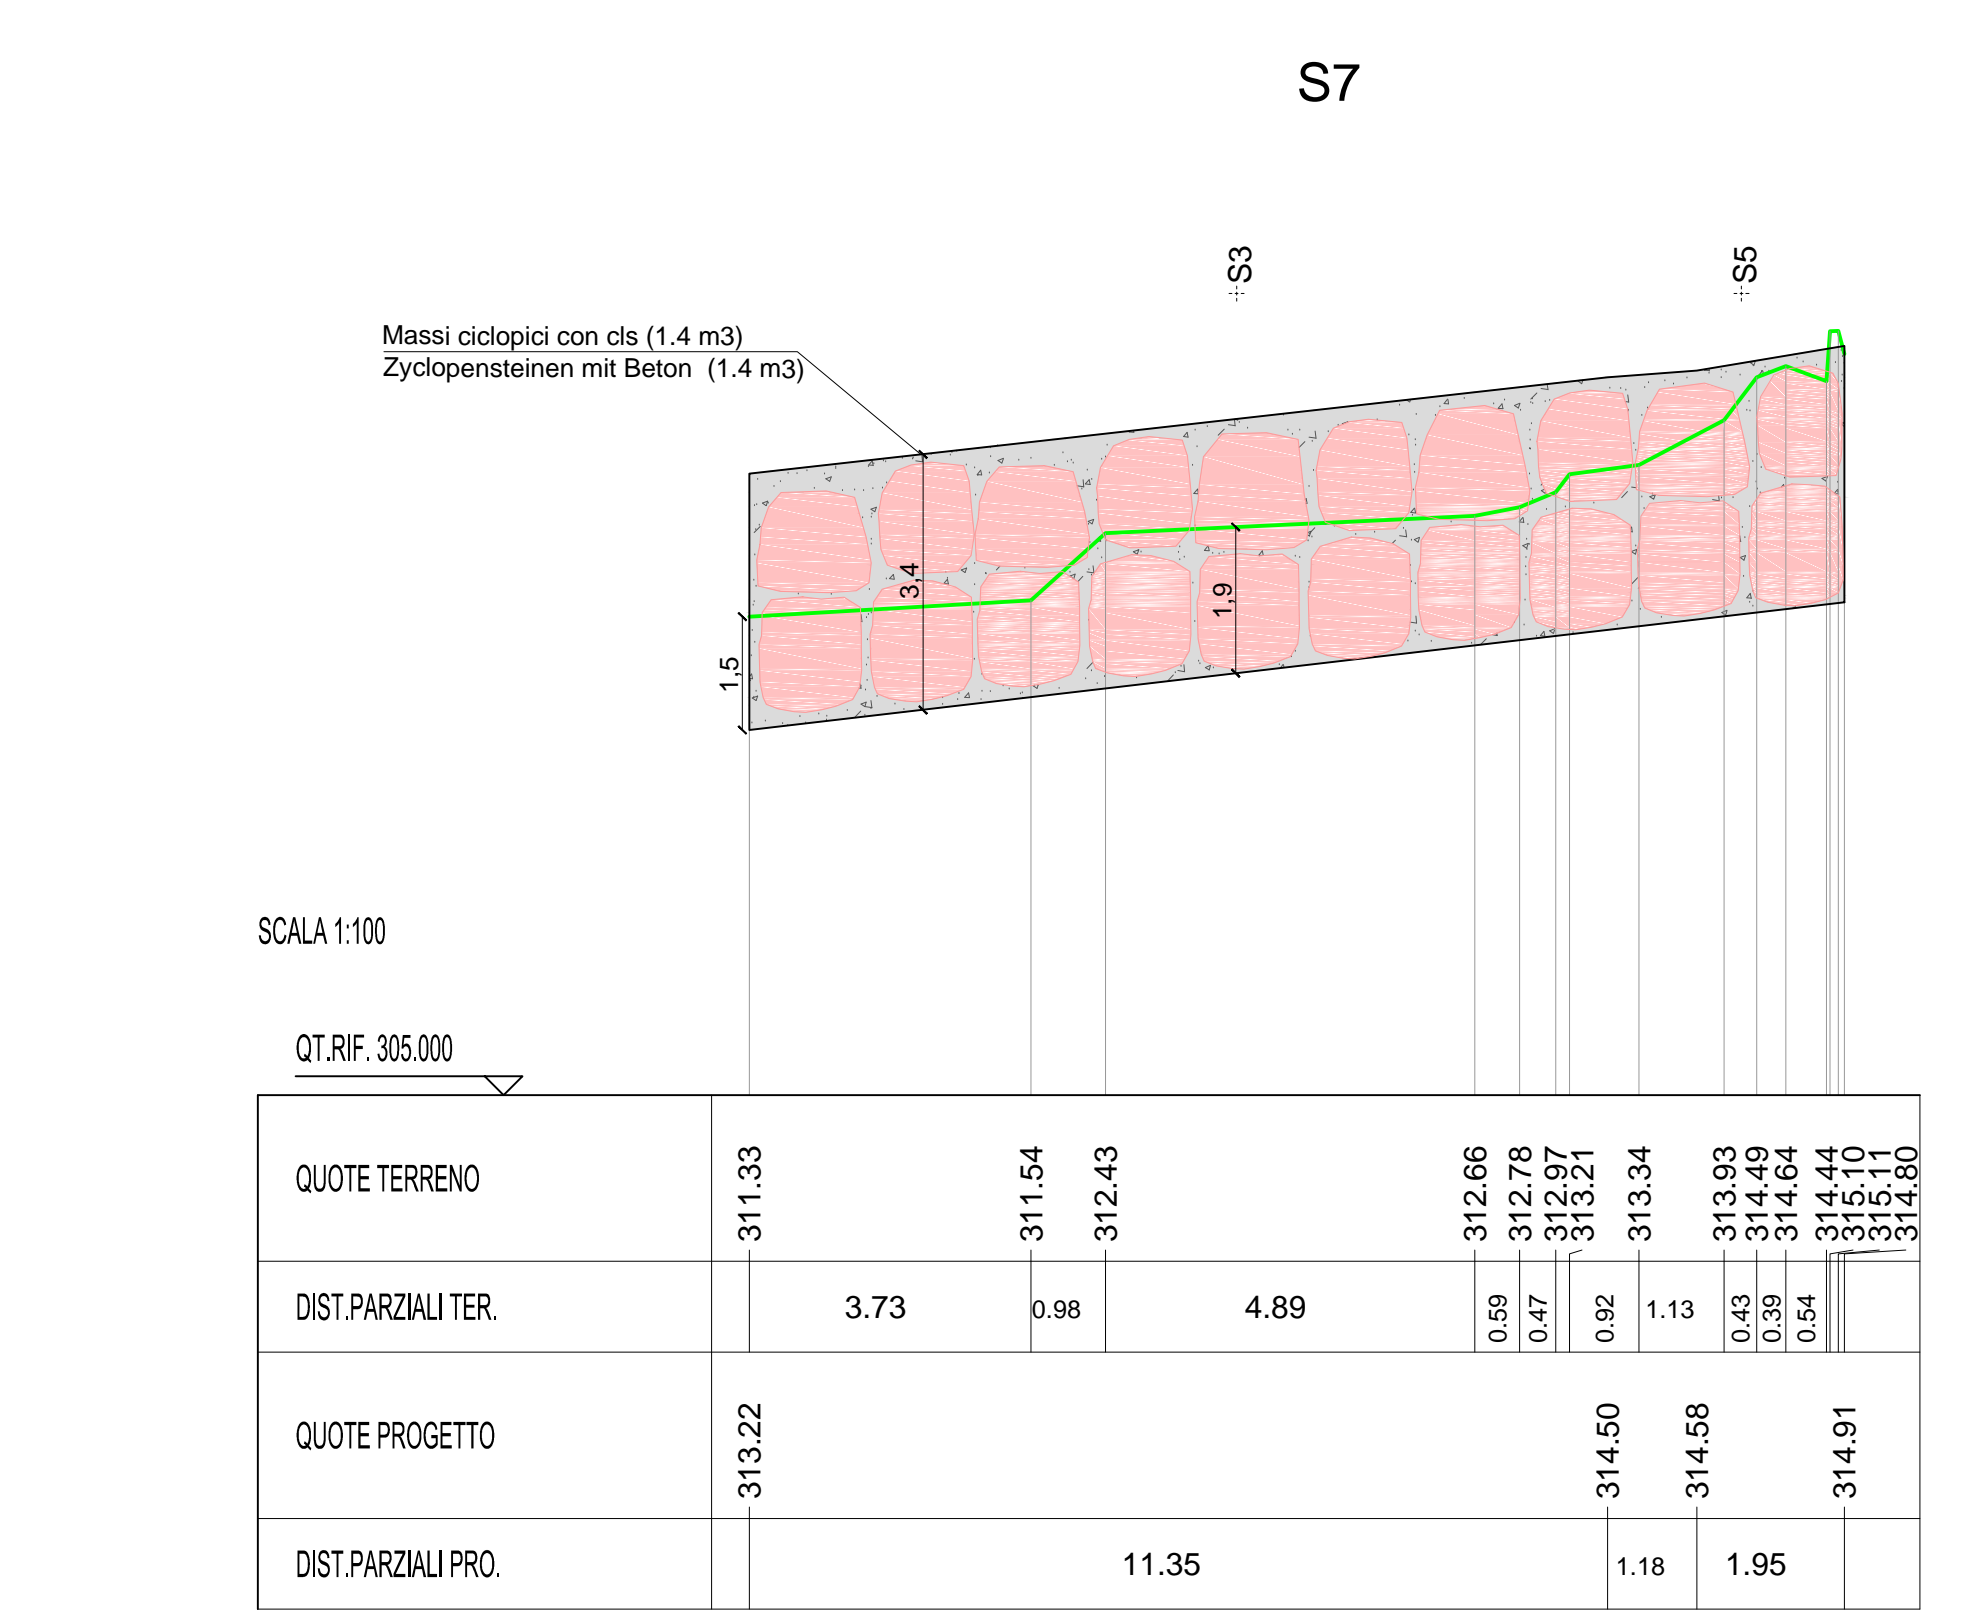 S7
S3
S5
Massi ciclopici con cls (1.4 m3)
Zyclopensteinen mit Beton (1.4 m3)
3,4
1,9
1,5
SCALA 1:100
QT.RIF. 305.000
QUOTE TERRENO 311.33 311.54 312.43 312.66 312.78 312.97 313.21 313.34 313.93 314.49 314.64 314.44 315.10 315.11 314.80
DIST.PARZIALI TER. 3.73 0.98 4.89 0.59 0.47 0.92 1.13 0.43 0.39 0.54
QUOTE PROGETTO 313.22 314.50 314.58 314.91
DIST.PARZIALI PRO. 11.35 1.18 1.95